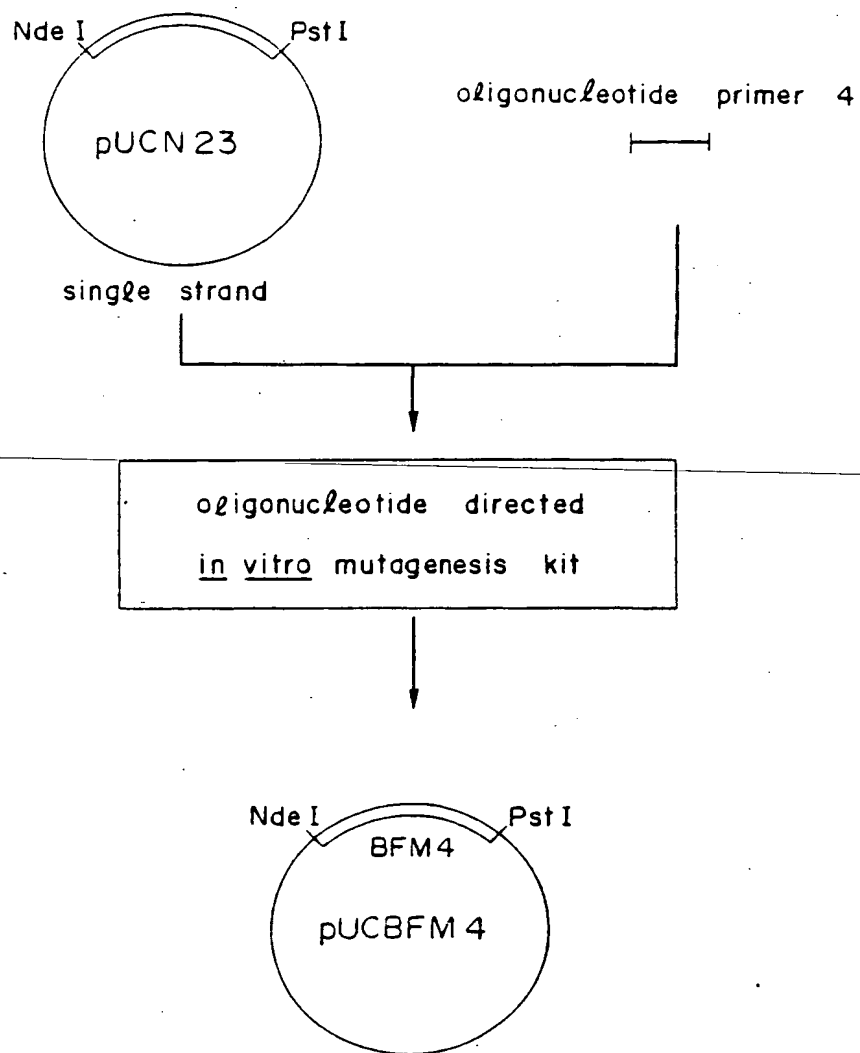 Nde I
Pst I
pUCN 23
oligonucleotide primer 4
single strand
oligonucleotide directed
in vitro mutagenesis kit
Nde I
Pst I
BFM 4
pUCBFM 4